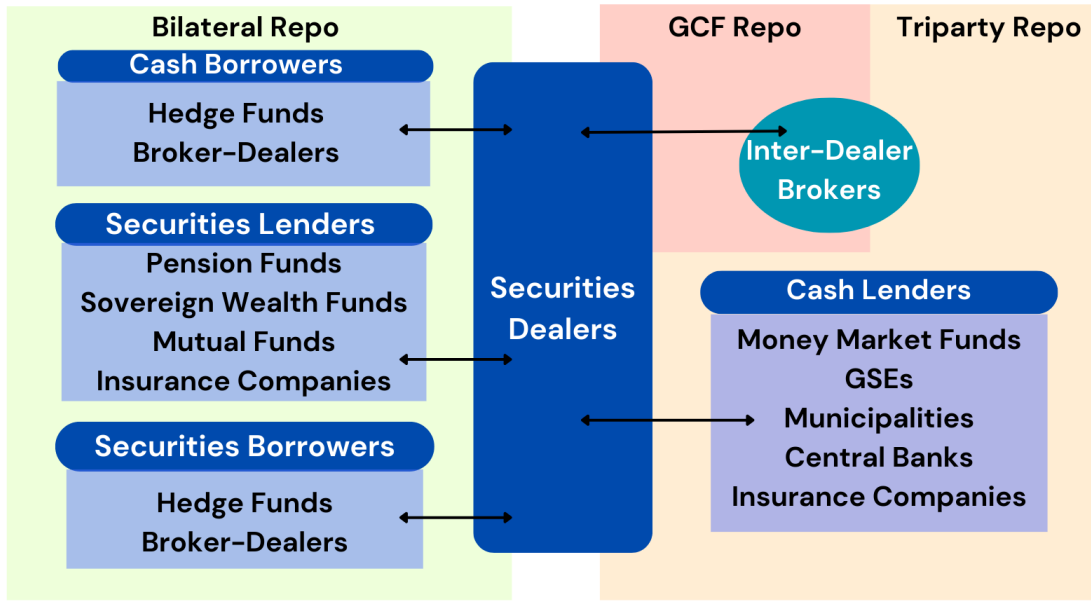 Bilateral Repo
GCF Repo
Triparty Repo
Cash Borrowers
Hedge Funds
Broker-Dealers
Securities Lenders
Pension Funds
Sovereign Wealth Funds
Mutual Funds
Insurance Companies
Securities Borrowers
Hedge Funds
Broker-Dealers
Securities
Dealers
Inter-Dealer
Brokers
Cash Lenders
Money Market Funds
GSEs
Municipalities
Central Banks
Insurance Companies